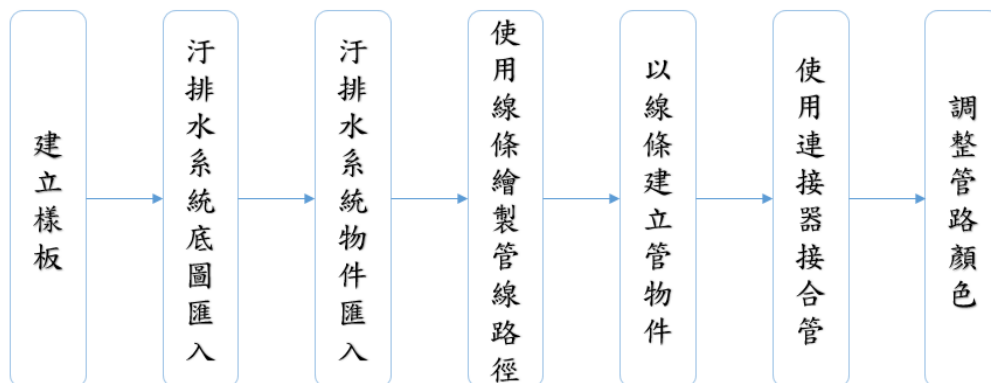 建立樣板
汙排水系統底圖匯入
汙排水系統物件匯入
使用線條繪製管線路徑
以線條建立管物件
使用連接器接合管
調整管路顏色